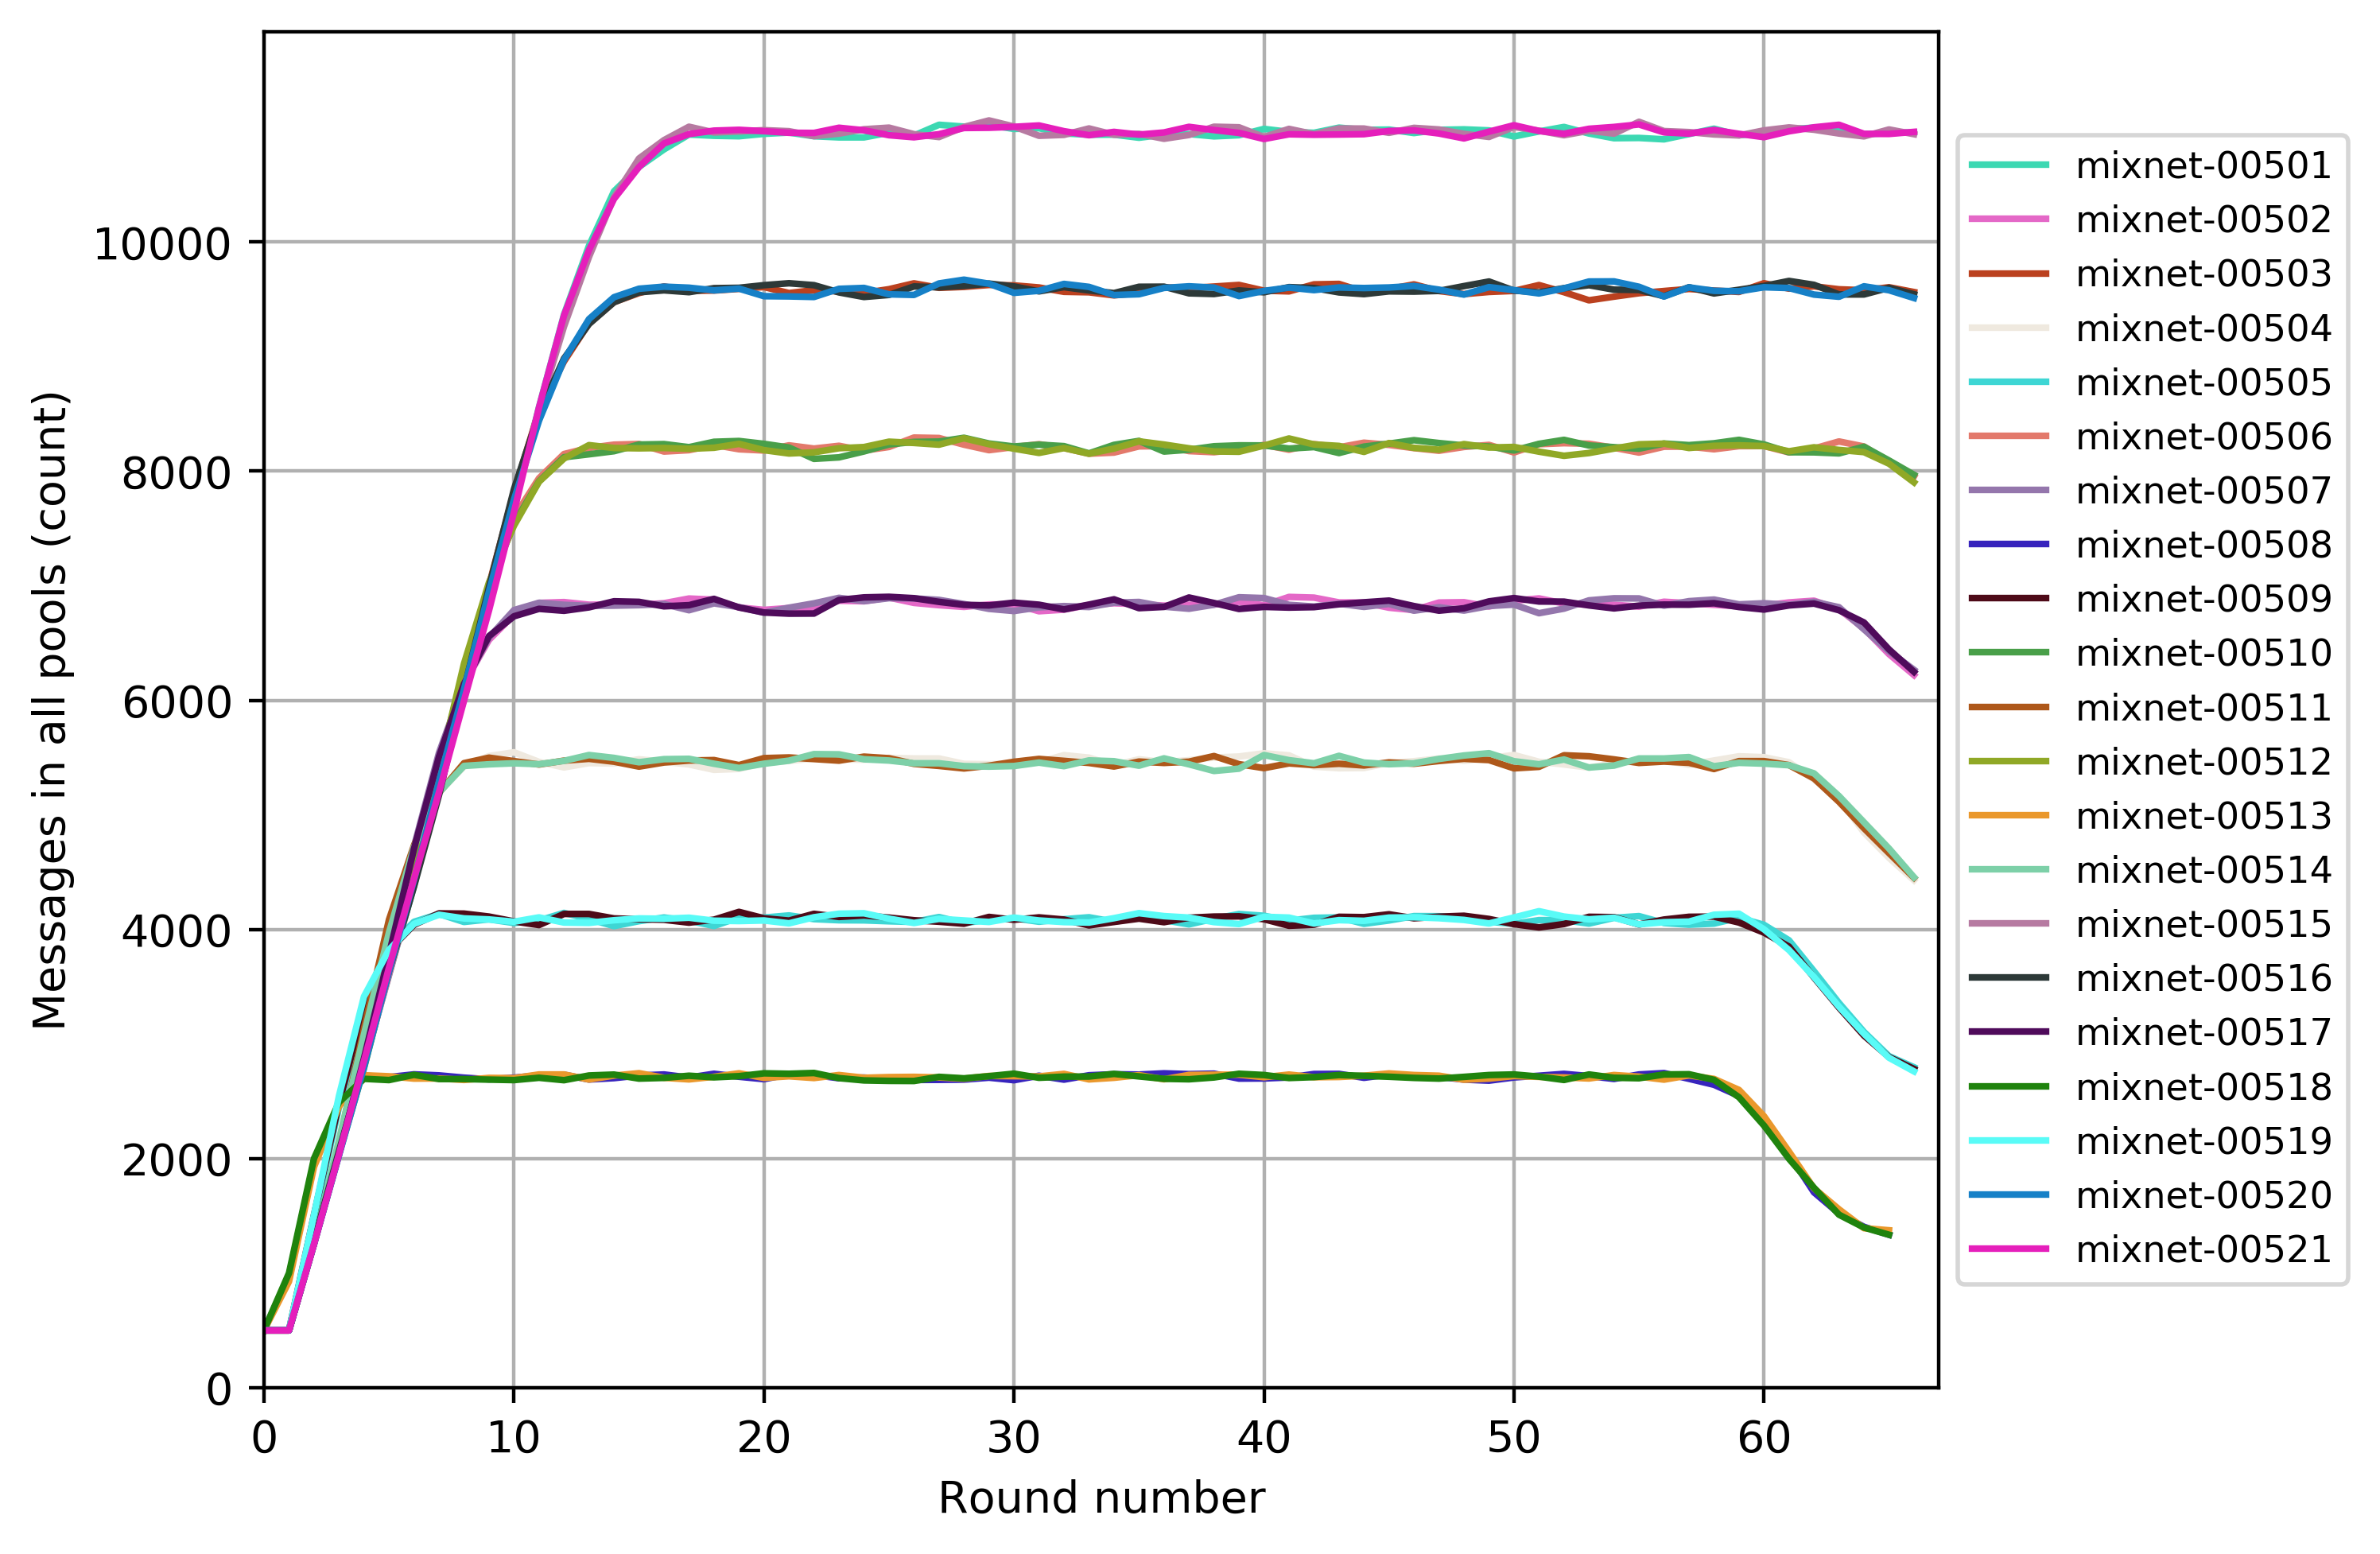 Messages in all pools (count)
10000
8000
6000
4000
2000
0
0 10 20 30 40 50 60
Round number
mixnet-00501
mixnet-00502
mixnet-00503
mixnet-00504
mixnet-00505
mixnet-00506
mixnet-00507
mixnet-00508
mixnet-00509
mixnet-00510
mixnet-00511
mixnet-00512
mixnet-00513
mixnet-00514
mixnet-00515
mixnet-00516
mixnet-00517
mixnet-00518
mixnet-00519
mixnet-00520
mixnet-00521